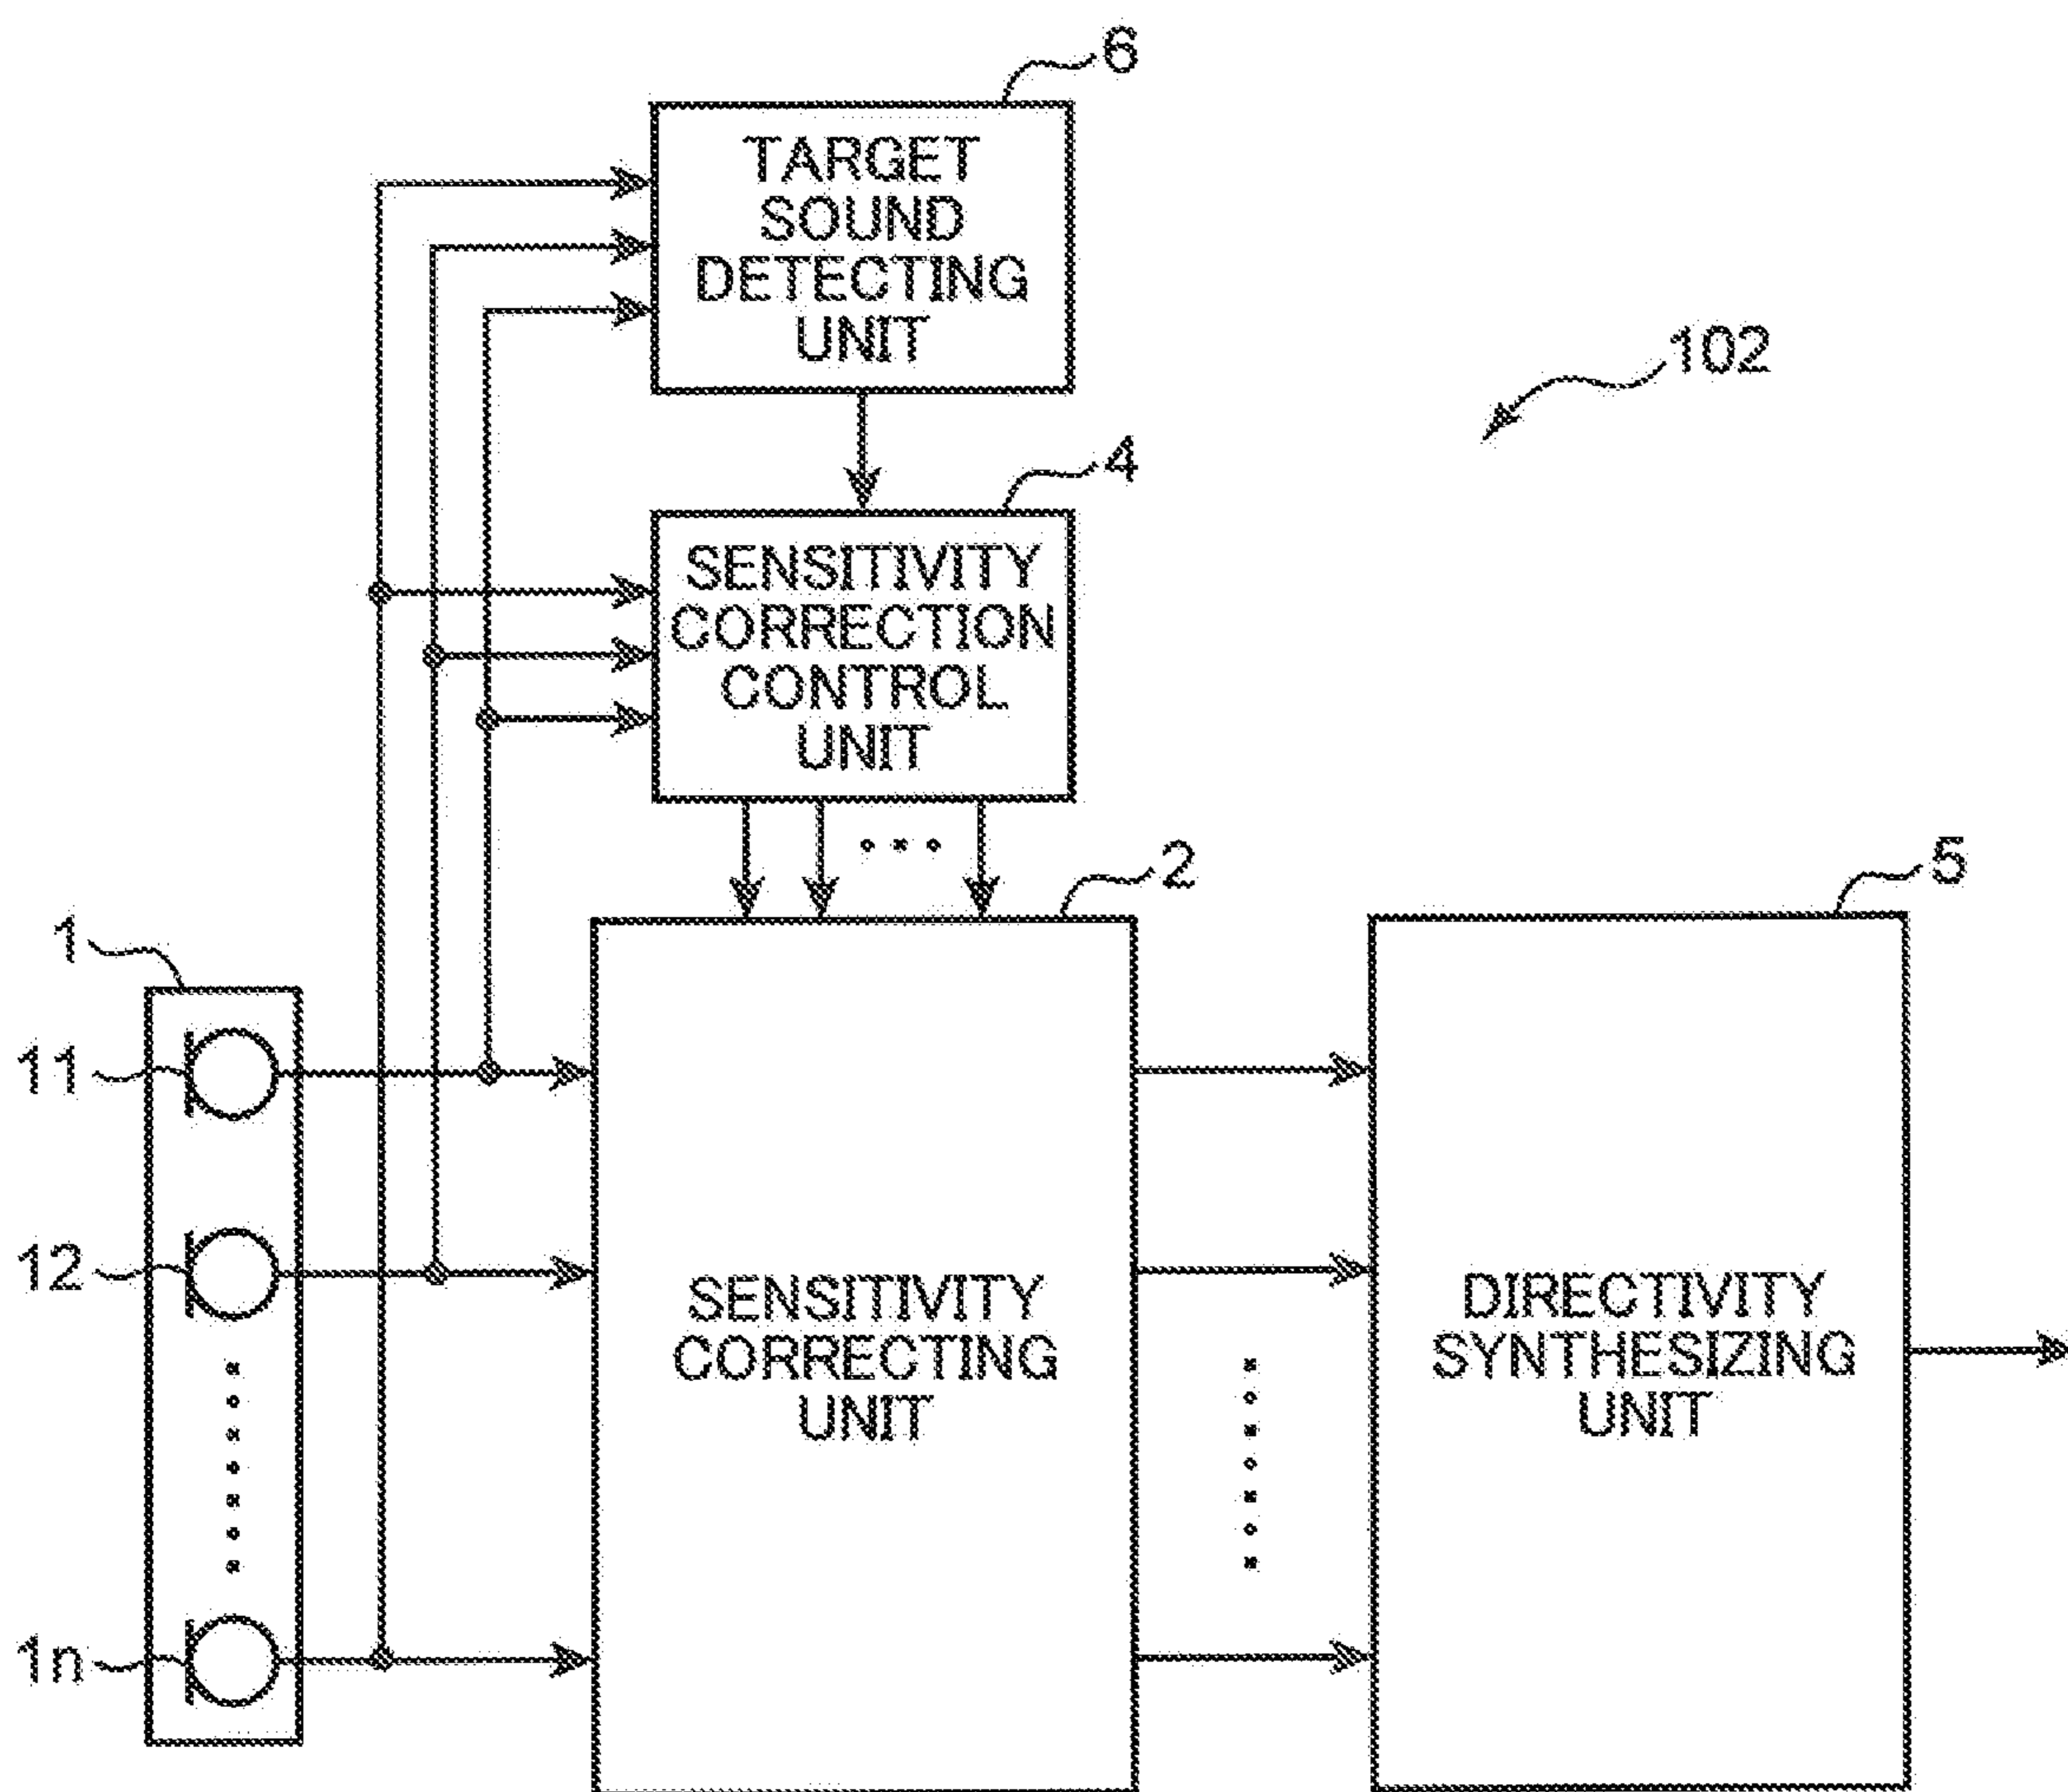 6
TARGET
SOUND
DETECTING
UNIT
102
4
SENSITIVITY
CORRECTION
CONTROL
UNIT
2
5
1
11
12
SENSITIVITY
CORRECTING
UNIT
DIRECTIVITY
SYNTHESIZING
UNIT
1n